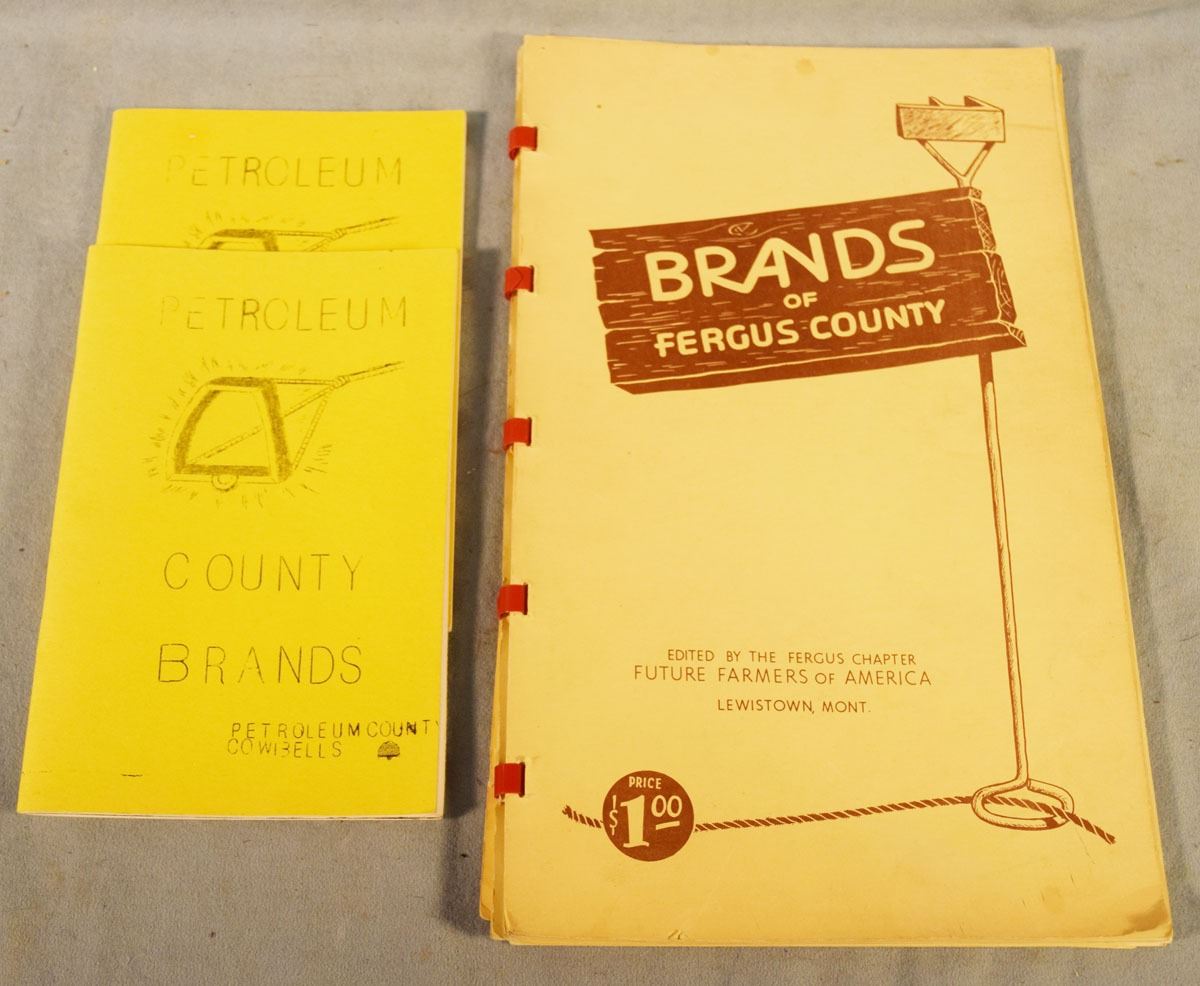 PETROLEUM
PETROLEUM
COUNTY
BRANDS
PETROLEUM COUNTY
COWBELLS
BRANDS
OF
FERGUS COUNTY
EDITED BY THE FERGUS CHAPTER
FUTURE FARMERS OF AMERICA
LEWISTOWN, MONT.
PRICE
$1.00